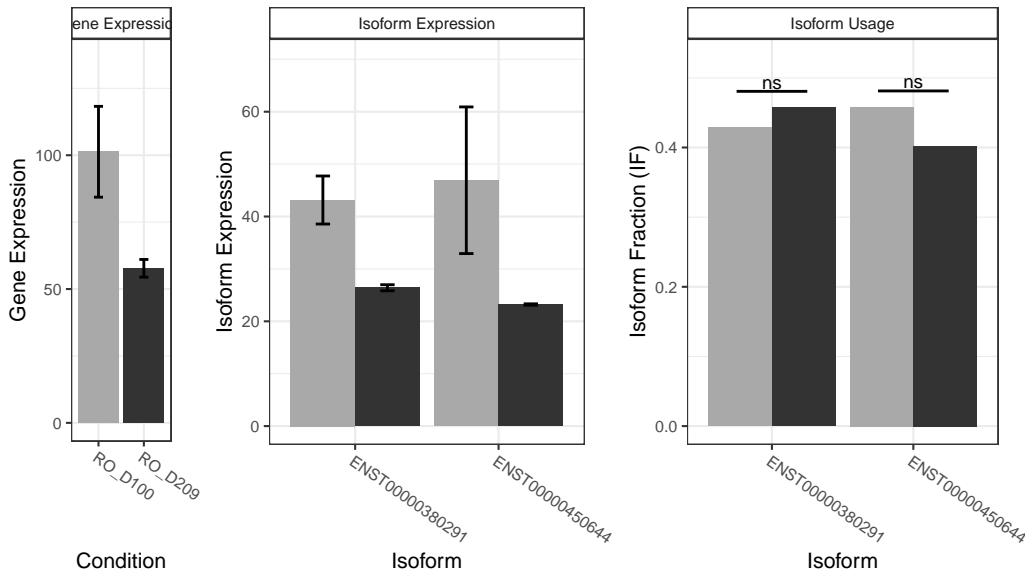 ene Expressio
Gene Expression
100
50
0
RO_D100
RO_D209
Condition
Isoform Expression
Isoform Expression
60
40
20
0
ENST00000380291
ENST00000450644
Isoform
Isoform Usage
Isoform Fraction (IF)
ns
ns
0.4
0.2
0.0
ENST00000380291
ENST00000450644
Isoform